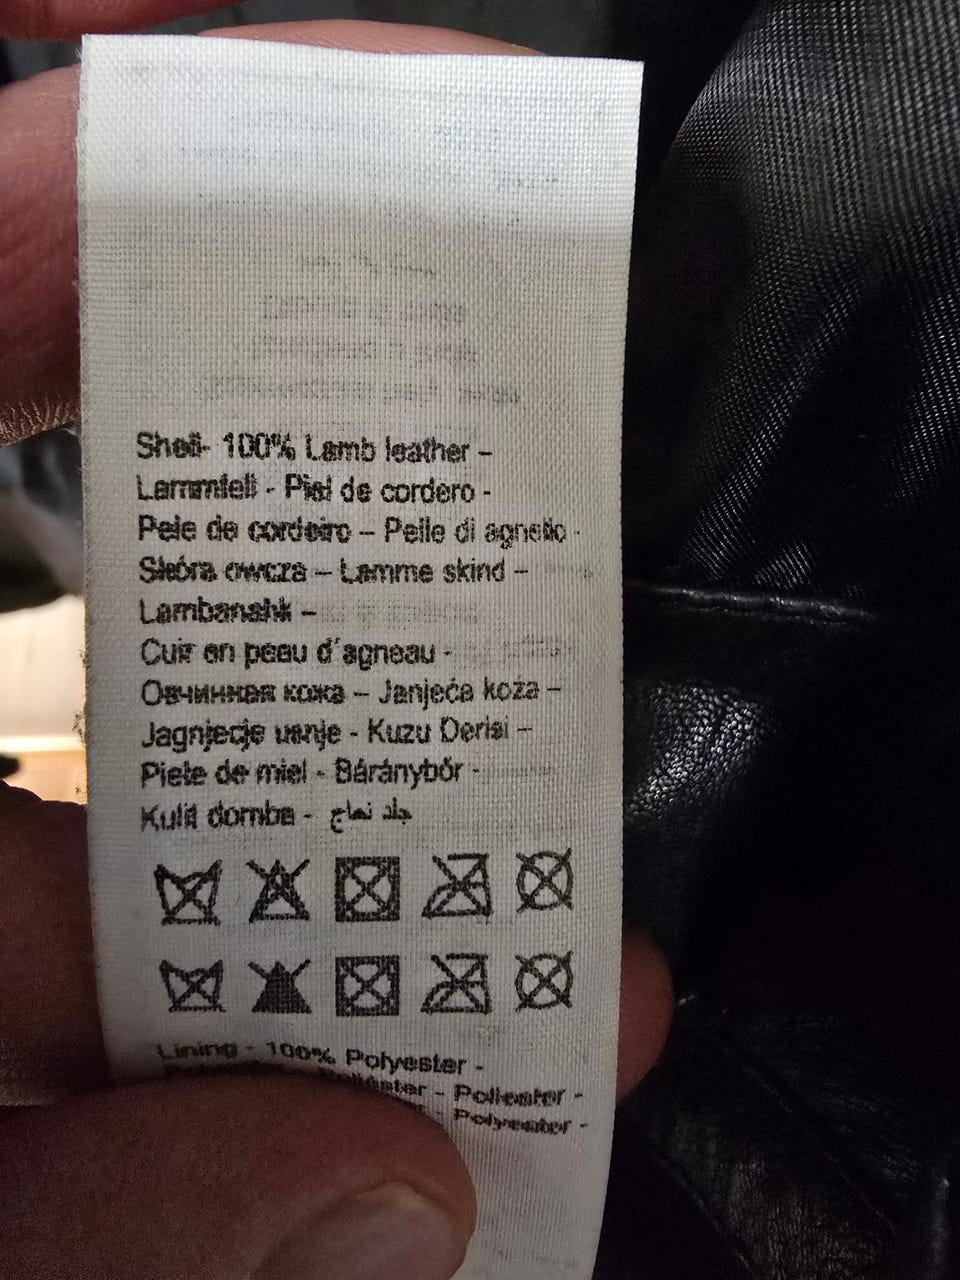 Shell- 100% Lamb leather –
Lammfell - Piel de cordero -
Pele de cordeiro – Pelle di agnello -
Skóra owcza – Lamme skind –
Lambanahk –
Cuir en peau d´agneau -
Овчинная кожа – Janjeća koza –
Jagnjecje usnje - Kuzu Derisi –
Piele de miel - Báránybőr -
Kulit domba - جلد نعاج
Lining - 100% Polyester -
Poliester -
- Polyester -